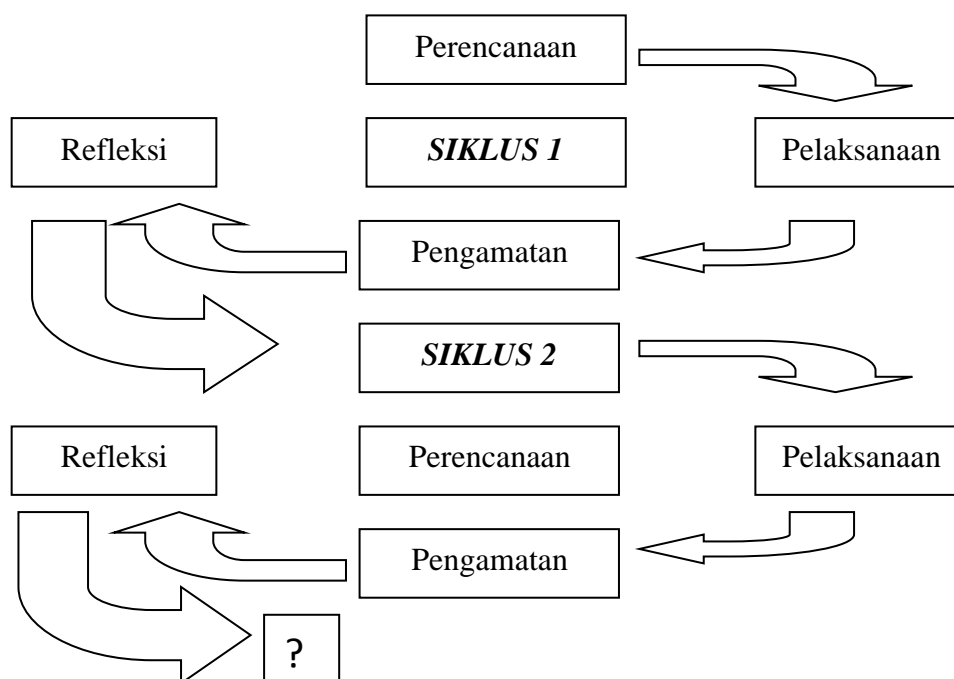 Perencanaan
Refleksi
SIKLUS 1
Pelaksanaan
Pengamatan
SIKLUS 2
Refleksi
Perencanaan
Pelaksanaan
Pengamatan
?